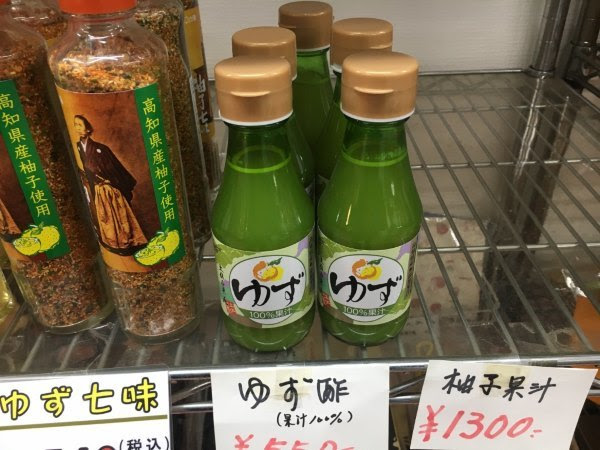 高知県産柚子使用
高知県産柚子使用
ゆず
100%果汁
ゆず
100%果汁
ゆず七味
(税込)
ゆず酢
(果汁100%)
¥550-
柚子果汁
¥1300-